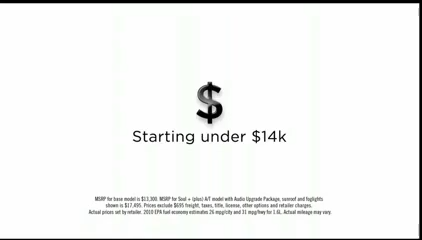 $
Starting under $14k
MSRP for base model is $13,300. MSRP for Soul + (plus) A/T model with Audio Upgrade Package, sunroof and foglights
shown is $17,495. Prices exclude $695 freight, taxes, title, license, other options and retailer charges.
Actual prices set by retailer. 2010 EPA fuel economy estimates 26 mpg/city and 31 mpg/hwy for 1.6L. Actual mileage may vary.